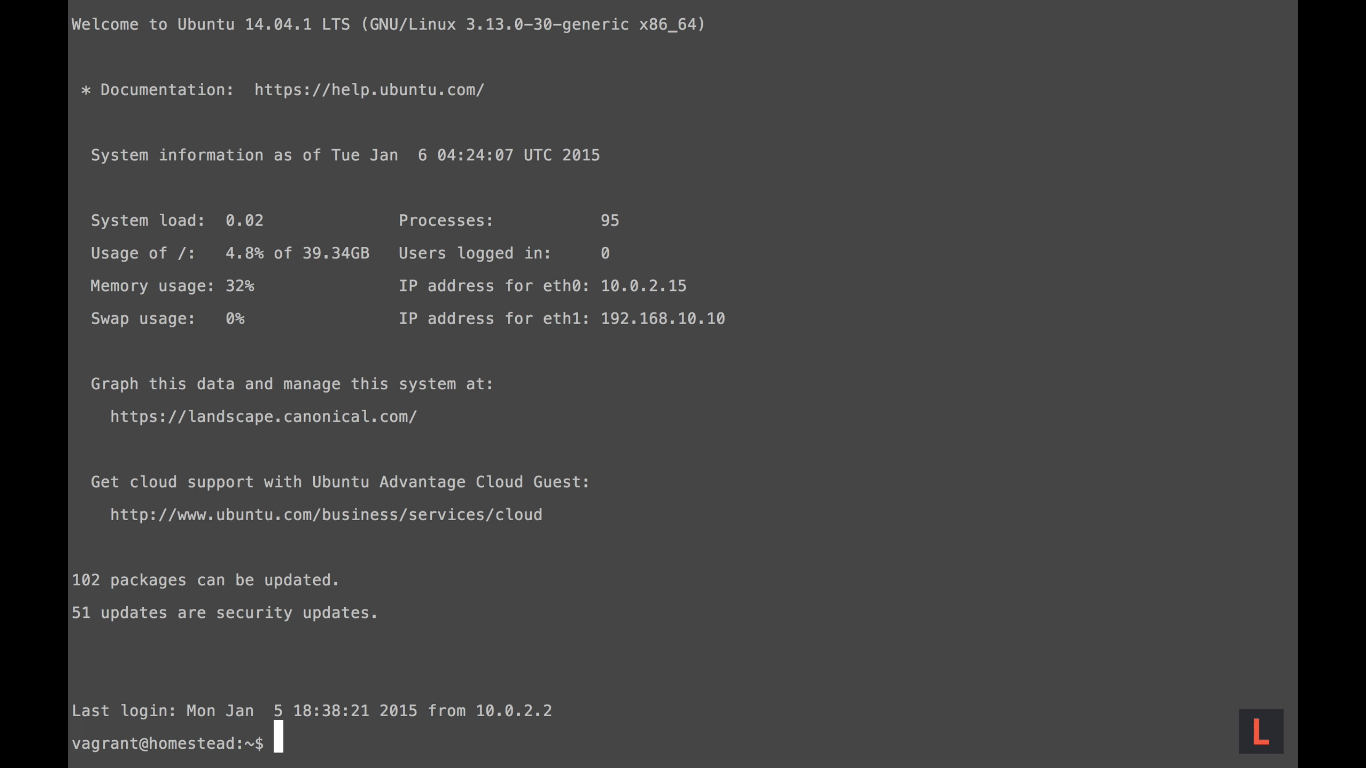 Welcome to Ubuntu 14.04.1 LTS (GNU/Linux 3.13.0-30-generic x86_64)
* Documentation:  https://help.ubuntu.com/
System information as of Tue Jan  6 04:24:07 UTC 2015
System load:  0.02              Processes:           95
Usage of /:   4.8% of 39.34GB   Users logged in:     0
Memory usage: 32%               IP address for eth0: 10.0.2.15
Swap usage:   0%                IP address for eth1: 192.168.10.10
Graph this data and manage this system at:
https://landscape.canonical.com/
Get cloud support with Ubuntu Advantage Cloud Guest:
http://www.ubuntu.com/business/services/cloud
102 packages can be updated.
51 updates are security updates.
Last login: Mon Jan  5 18:38:21 2015 from 10.0.2.2
vagrant@homestead:~$
L